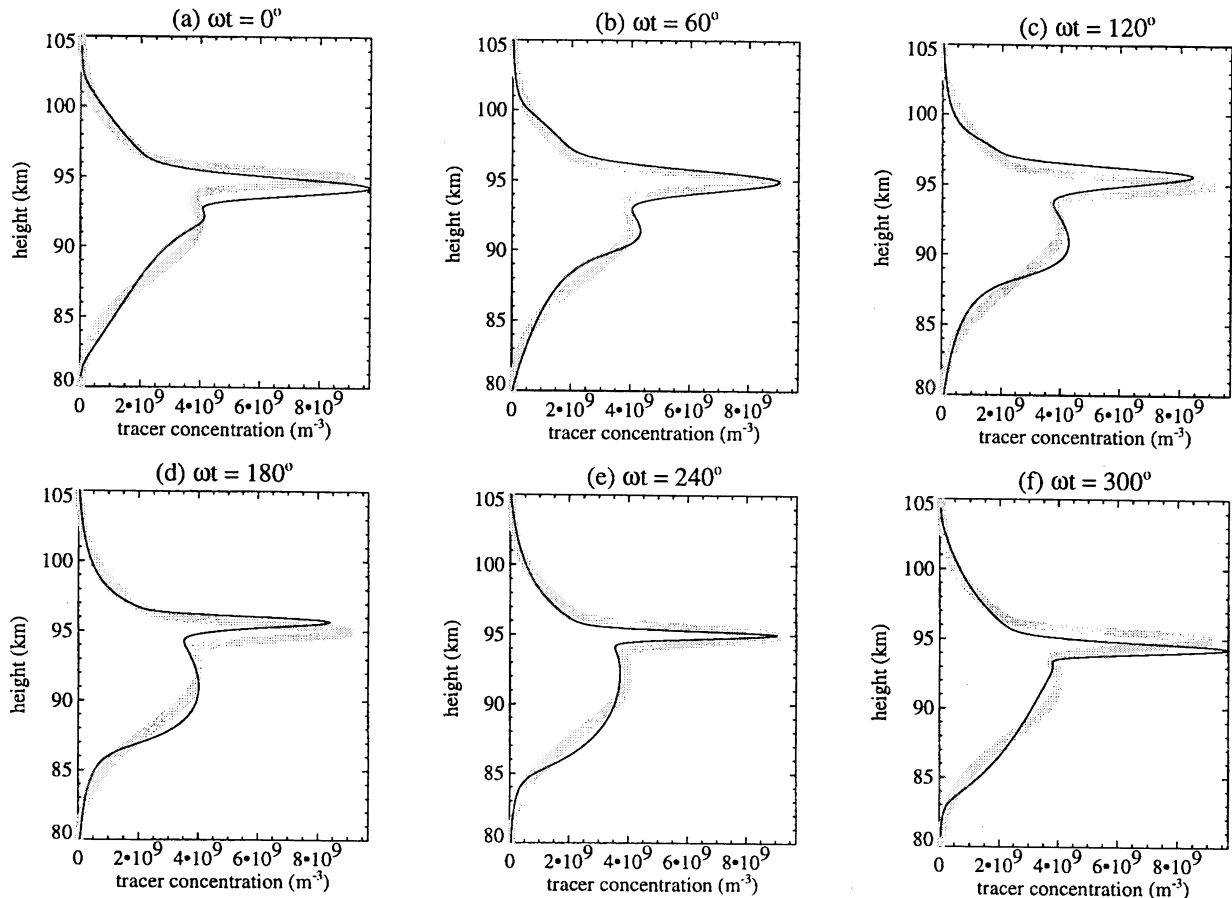 (a) ωt = 0°
105
100
95
90
85
80
height (km)
0 2•10⁹ 4•10⁹ 6•10⁹ 8•10⁹
tracer concentration (m⁻³)
(b) ωt = 60°
105
100
95
90
85
80
height (km)
0 2•10⁹ 4•10⁹ 6•10⁹ 8•10⁹
tracer concentration (m⁻³)
(c) ωt = 120°
105
100
95
90
85
80
height (km)
0 2•10⁹ 4•10⁹ 6•10⁹ 8•10⁹
tracer concentration (m⁻³)
(d) ωt = 180°
105
100
95
90
85
80
height (km)
0 2•10⁹ 4•10⁹ 6•10⁹ 8•10⁹
tracer concentration (m⁻³)
(e) ωt = 240°
105
100
95
90
85
80
height (km)
0 2•10⁹ 4•10⁹ 6•10⁹ 8•10⁹
tracer concentration (m⁻³)
(f) ωt = 300°
105
100
95
90
85
80
height (km)
0 2•10⁹ 4•10⁹ 6•10⁹ 8•10⁹
tracer concentration (m⁻³)